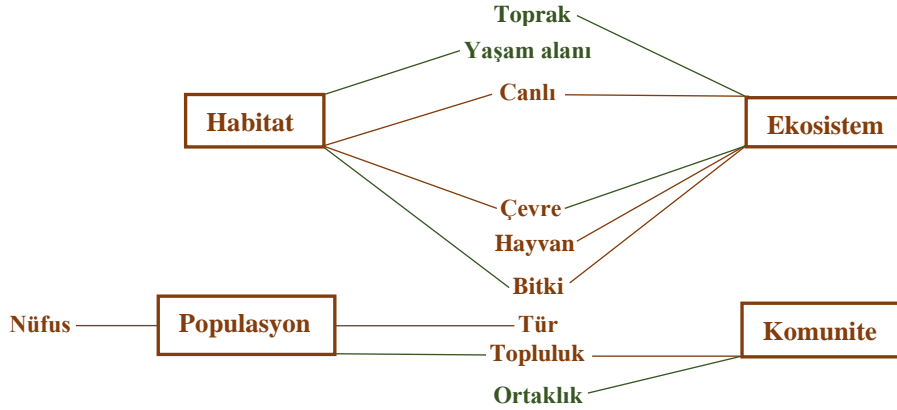 Toprak
Yaşam alanı
Canlı
Habitat
Ekosistem
Çevre
Hayvan
Bitki
Nüfus
Populasyon
Tür
Komunite
Topluluk
Ortaklık